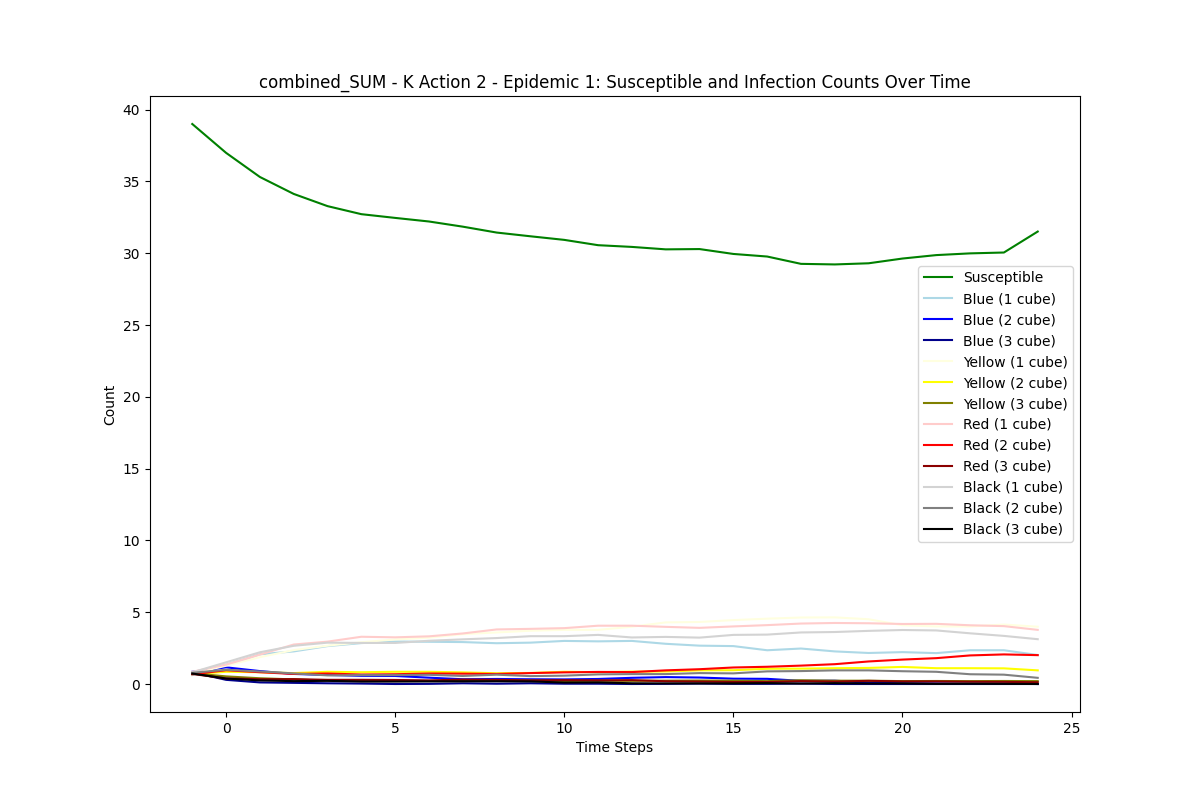 combined_SUM - K Action 2 - Epidemic 1: Susceptible and Infection Counts Over Time
40
35
30
25
20
15
10
5
0
Count
Susceptible
Blue (1 cube)
Blue (2 cube)
Blue (3 cube)
Yellow (1 cube)
Yellow (2 cube)
Yellow (3 cube)
Red (1 cube)
Red (2 cube)
Red (3 cube)
Black (1 cube)
Black (2 cube)
Black (3 cube)
0 5 10 15 20 25
Time Steps